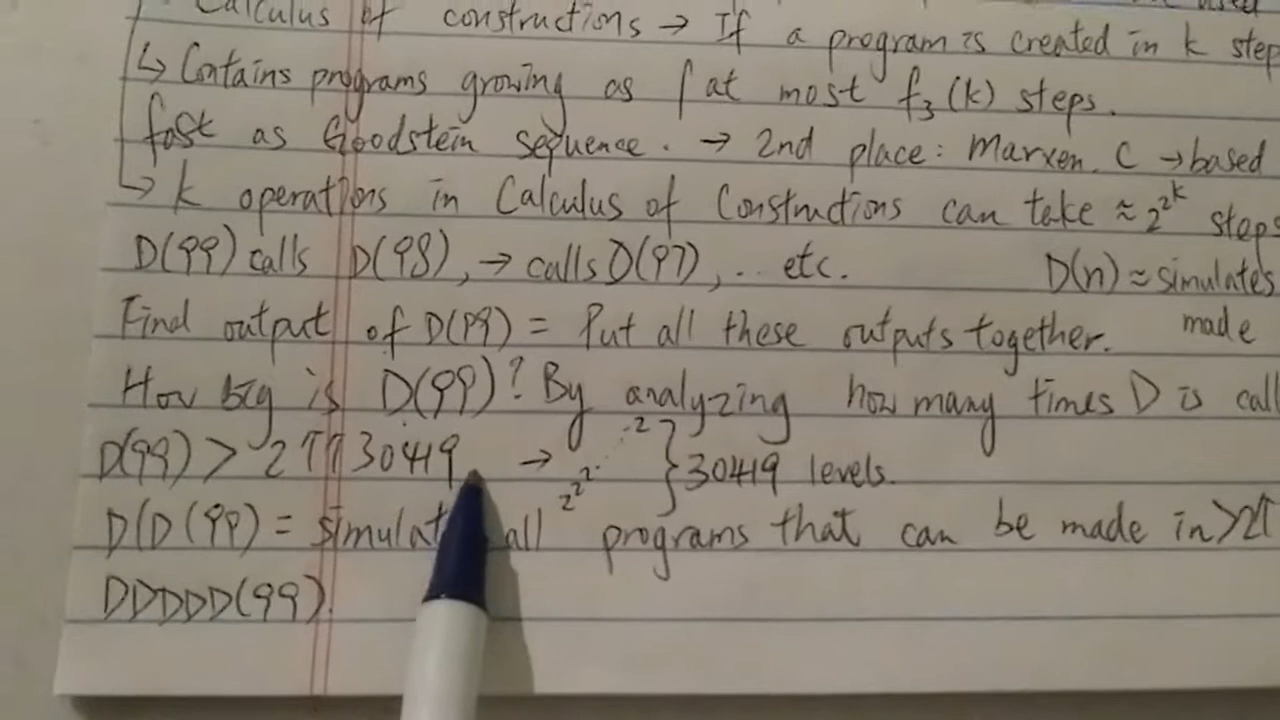 Calculus of constructions → If a program is created in k step
↳ Contains programs growing as ⌈ at most f₃(k) steps.
fast as Goodstein sequence. → 2nd place: Marxen. C → based
↳ k operations in Calculus of Constructions can take ≈ 2^2^k steps
D(99) calls D(98), → calls D(97), .. etc. D(n) ≈ simulates
Find output of D(99) = Put all these outputs together. made
How big is D(99)? By analyzing how many times D is call
D(99) > 2↑↑30419 → 2^2^2^...^2 } 30419 levels.
D(D(99) = simulat all programs that can be made in > 2↑
DDDDD(99).